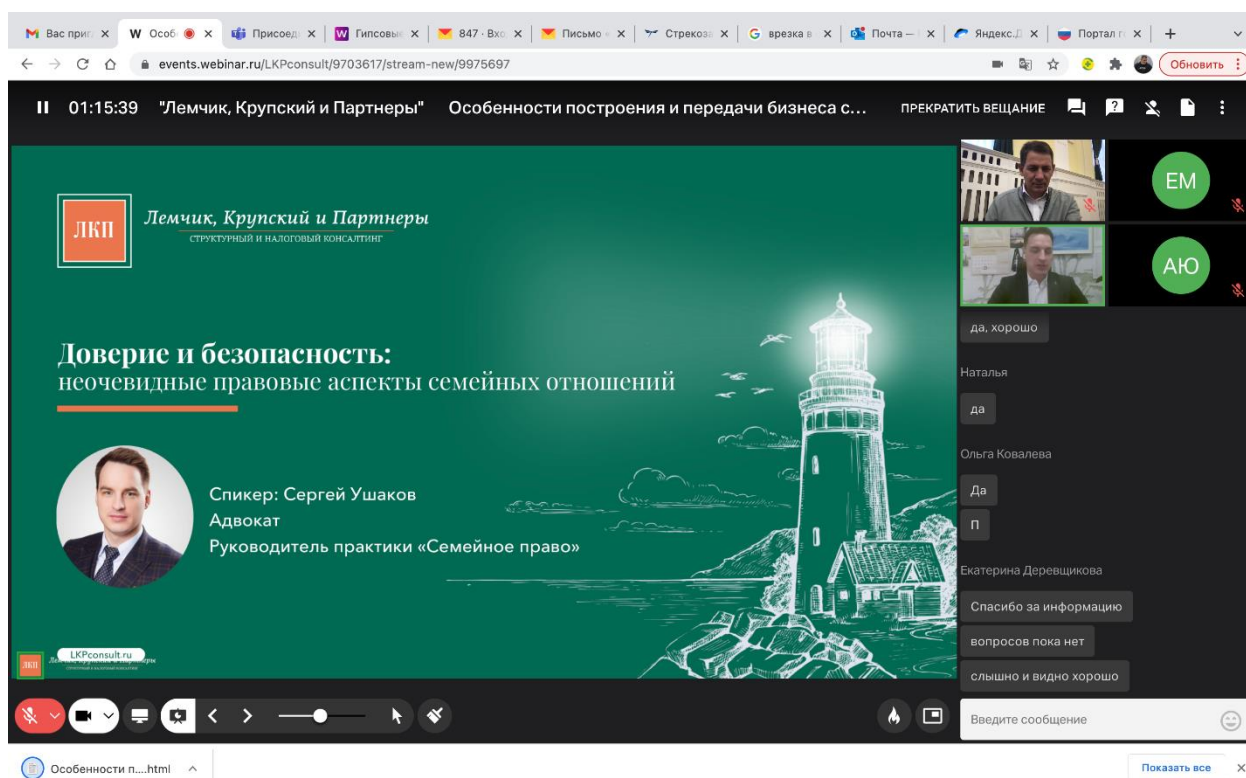 Вас приг
Особ
Присоед
Гипсовые
847 · Вхо
Письмо «
Стрекоза
врезка в
Почта —
Яндекс.Д
Портал г
events.webinar.ru/LKPconsult/9703617/stream-new/9975697
Обновить
01:15:39 "Лемчик, Крупский и Партнеры" Особенности построения и передачи бизнеса с... ПРЕКРАТИТЬ ВЕЩАНИЕ
ЛКП
Лемчик, Крупский и Партнеры
СТРУКТУРНЫЙ И НАЛОГОВЫЙ КОНСАЛТИНГ
Доверие и безопасность:
неочевидные правовые аспекты семейных отношений
Спикер: Сергей Ушаков
Адвокат
Руководитель практики «Семейное право»
LKPconsult.ru
ЛКП
ЕМ
АЮ
да, хорошо
Наталья
да
Ольга Ковалева
Да
П
Екатерина Деревщикова
Спасибо за информацию
вопросов пока нет
слышно и видно хорошо
Введите сообщение
Особенности п....html
Показать все